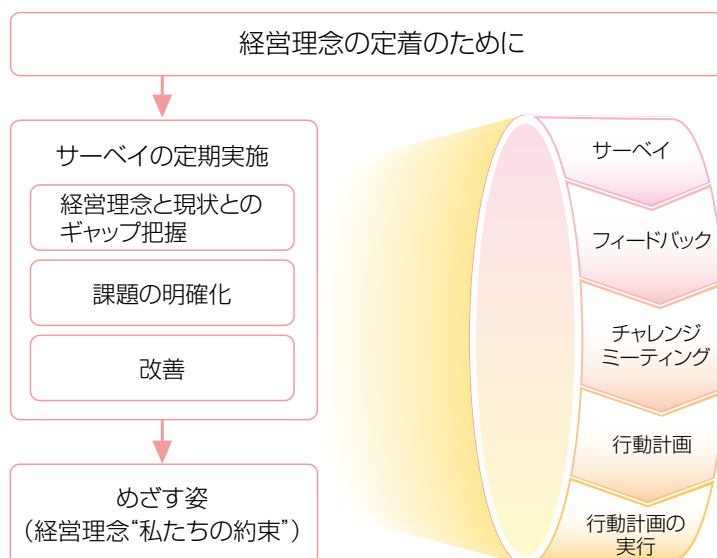 経営理念の定着のために
サーベイの定期実施
経営理念と現状との
ギャップ把握
課題の明確化
改善
めざす姿
（経営理念“私たちの約束”）
サーベイ
フィードバック
チャレンジ
ミーティング
行動計画
行動計画の
実行